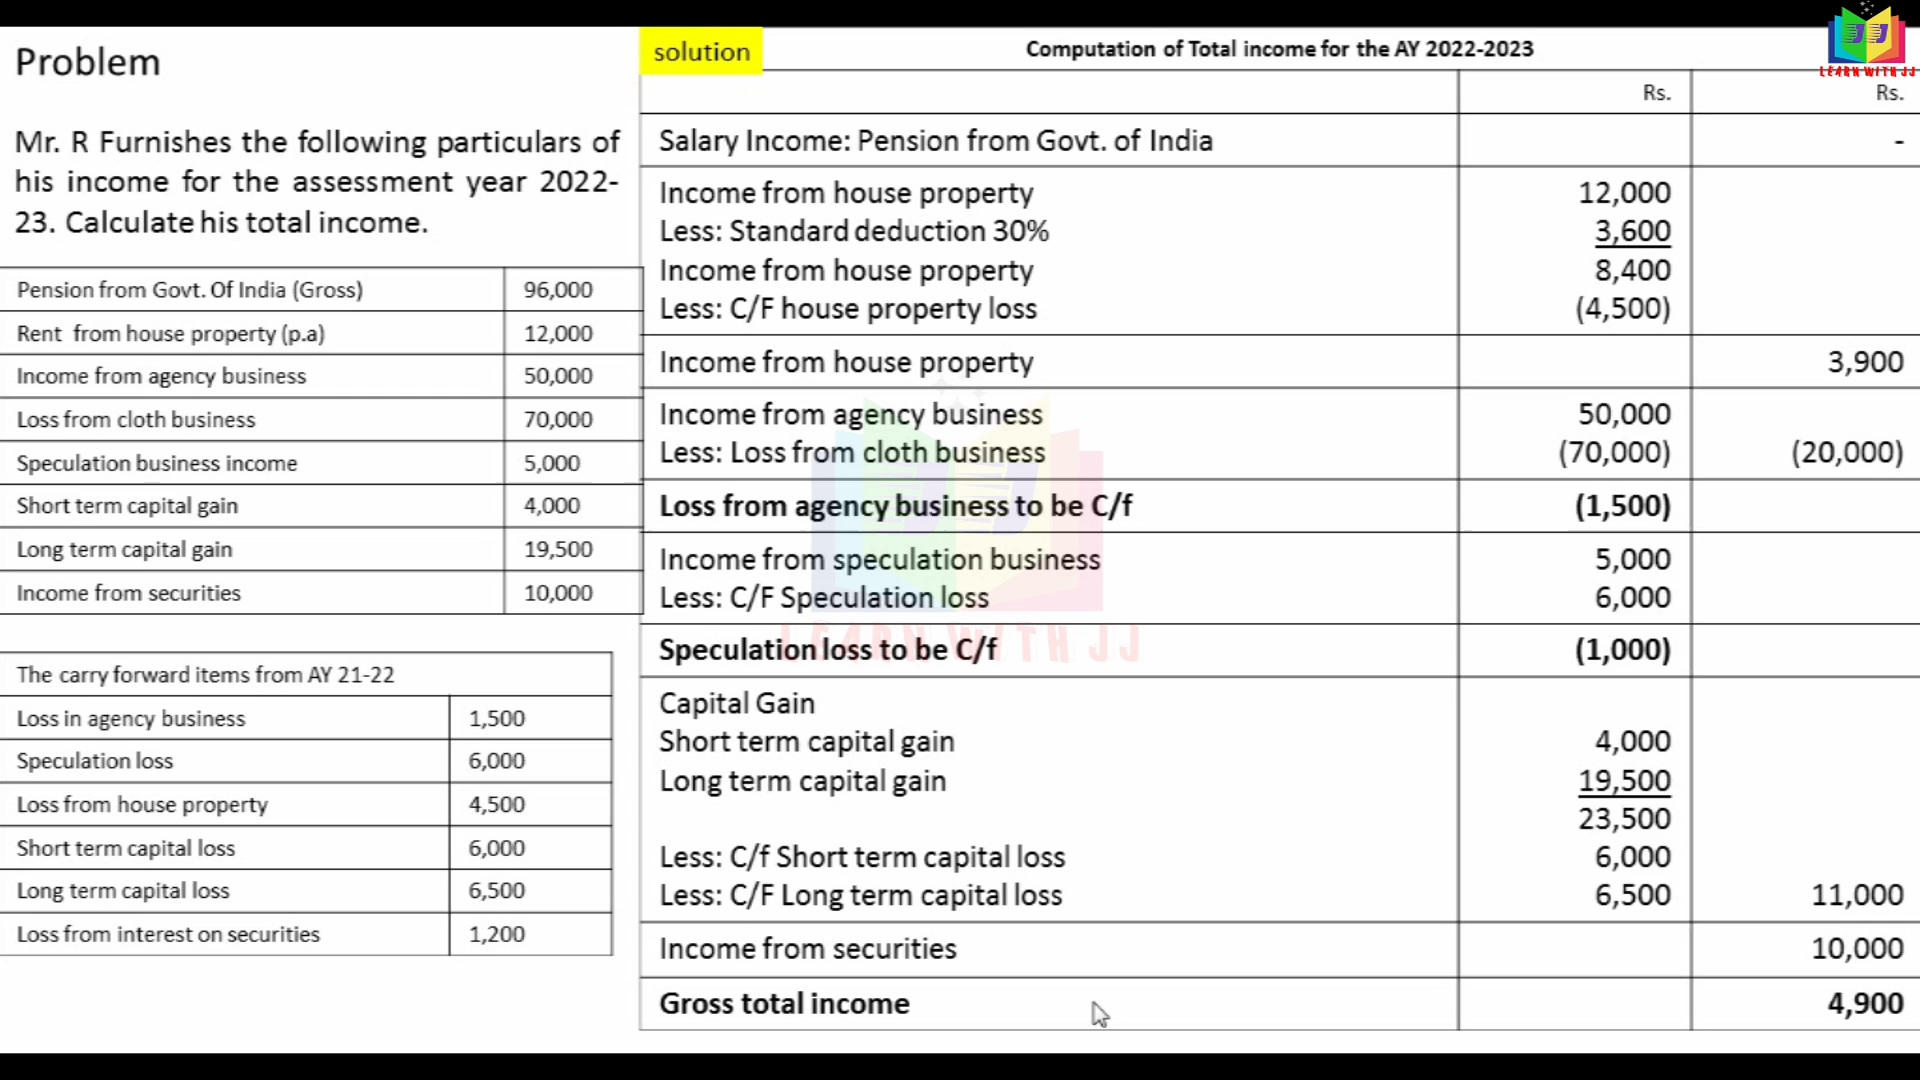 Problem
Mr. R Furnishes the following particulars of
his income for the assessment year 2022-
23. Calculate his total income.
Pension from Govt. Of India (Gross) 96,000
Rent from house property (p.a) 12,000
Income from agency business 50,000
Loss from cloth business 70,000
Speculation business income 5,000
Short term capital gain 4,000
Long term capital gain 19,500
Income from securities 10,000
The carry forward items from AY 21-22
Loss in agency business 1,500
Speculation loss 6,000
Loss from house property 4,500
Short term capital loss 6,000
Long term capital loss 6,500
Loss from interest on securities 1,200
solution
Computation of Total income for the AY 2022-2023
Rs. Rs.
Salary Income: Pension from Govt. of India -
Income from house property 12,000
Less: Standard deduction 30% 3,600
Income from house property 8,400
Less: C/F house property loss (4,500)
Income from house property 3,900
Income from agency business 50,000
Less: Loss from cloth business (70,000) (20,000)
Loss from agency business to be C/f (1,500)
Income from speculation business 5,000
Less: C/F Speculation loss 6,000
Speculation loss to be C/f (1,000)
Capital Gain
Short term capital gain 4,000
Long term capital gain 19,500
23,500
Less: C/f Short term capital loss 6,000
Less: C/F Long term capital loss 6,500 11,000
Income from securities 10,000
Gross total income 4,900
JJ
LEARN WITH JJ
LEARN WITH JJ